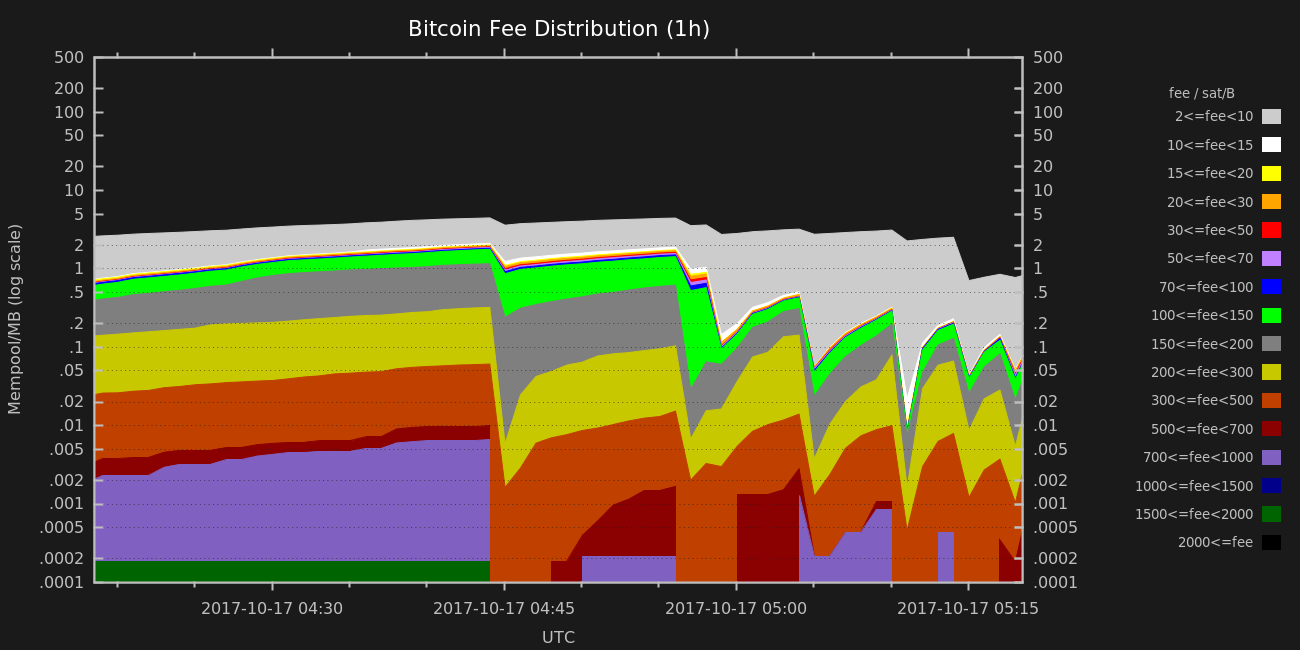 Bitcoin Fee Distribution (1h)
500
200
100
50
20
10
5
2
1
.5
.2
.1
.05
.02
.01
.005
.002
.001
.0005
.0002
.0001
Mempool/MB (log scale)
500
200
100
50
20
10
5
2
1
.5
.2
.1
.05
.02
.01
.005
.002
.001
.0005
.0002
.0001
2017-10-17 04:30
2017-10-17 04:45
2017-10-17 05:00
2017-10-17 05:15
UTC
fee / sat/B
2<=fee<10
10<=fee<15
15<=fee<20
20<=fee<30
30<=fee<50
50<=fee<70
70<=fee<100
100<=fee<150
150<=fee<200
200<=fee<300
300<=fee<500
500<=fee<700
700<=fee<1000
1000<=fee<1500
1500<=fee<2000
2000<=fee